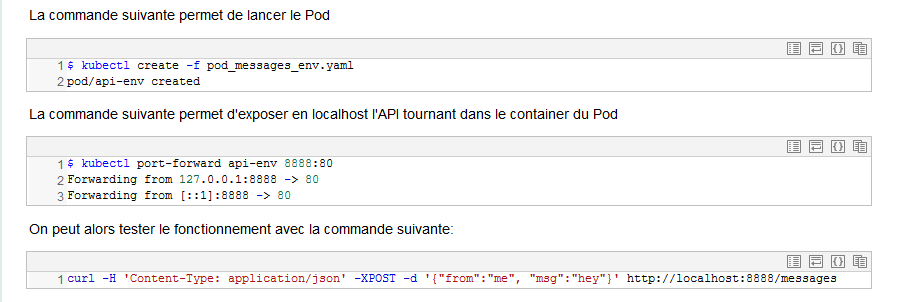 La commande suivante permet de lancer le Pod
1 $ kubectl create -f pod_messages_env.yaml
2 pod/api-env created
La commande suivante permet d'exposer en localhost l'API tournant dans le container du Pod
1 $ kubectl port-forward api-env 8888:80
2 Forwarding from 127.0.0.1:8888 -> 80
3 Forwarding from [::1]:8888 -> 80
On peut alors tester le fonctionnement avec la commande suivante:
1 curl -H 'Content-Type: application/json' -XPOST -d '{"from":"me", "msg":"hey"}' http://localhost:8888/messages